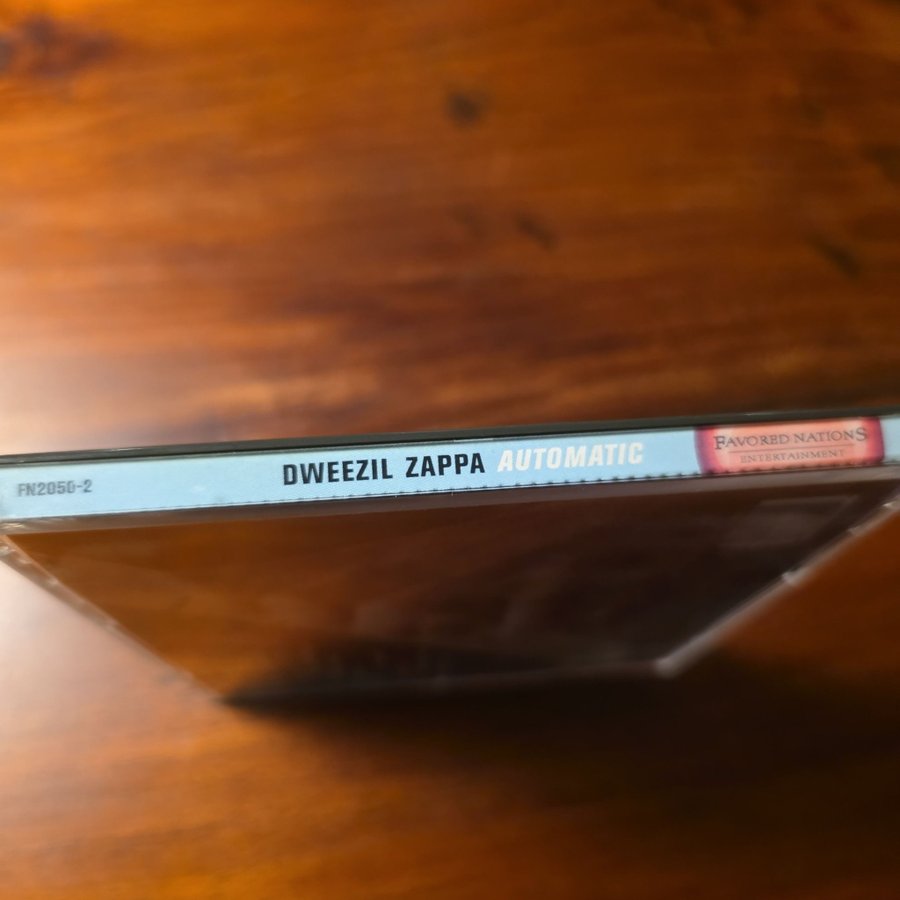 FN2050-2
DWEEZIL ZAPPA AUTOMATIC
FAVORED NATIONS
ENTERTAINMENT